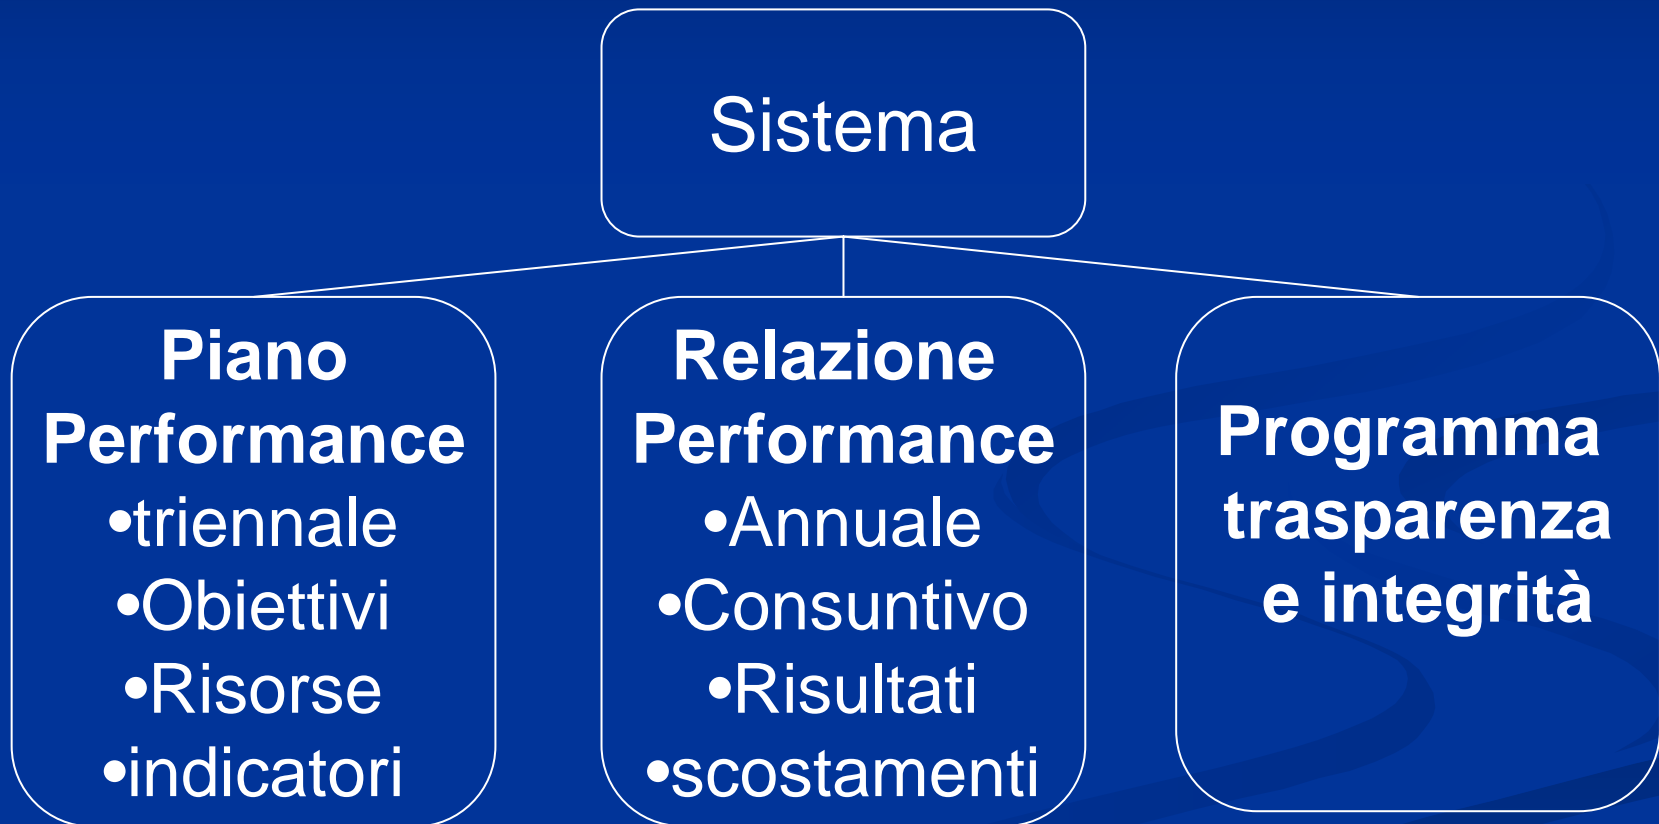 Sistema
Piano
Performance
•triennale
•Obiettivi
•Risorse
•indicatori
Relazione
Performance
•Annuale
•Consuntivo
•Risultati
•scostamenti
Programma
trasparenza
e integrità